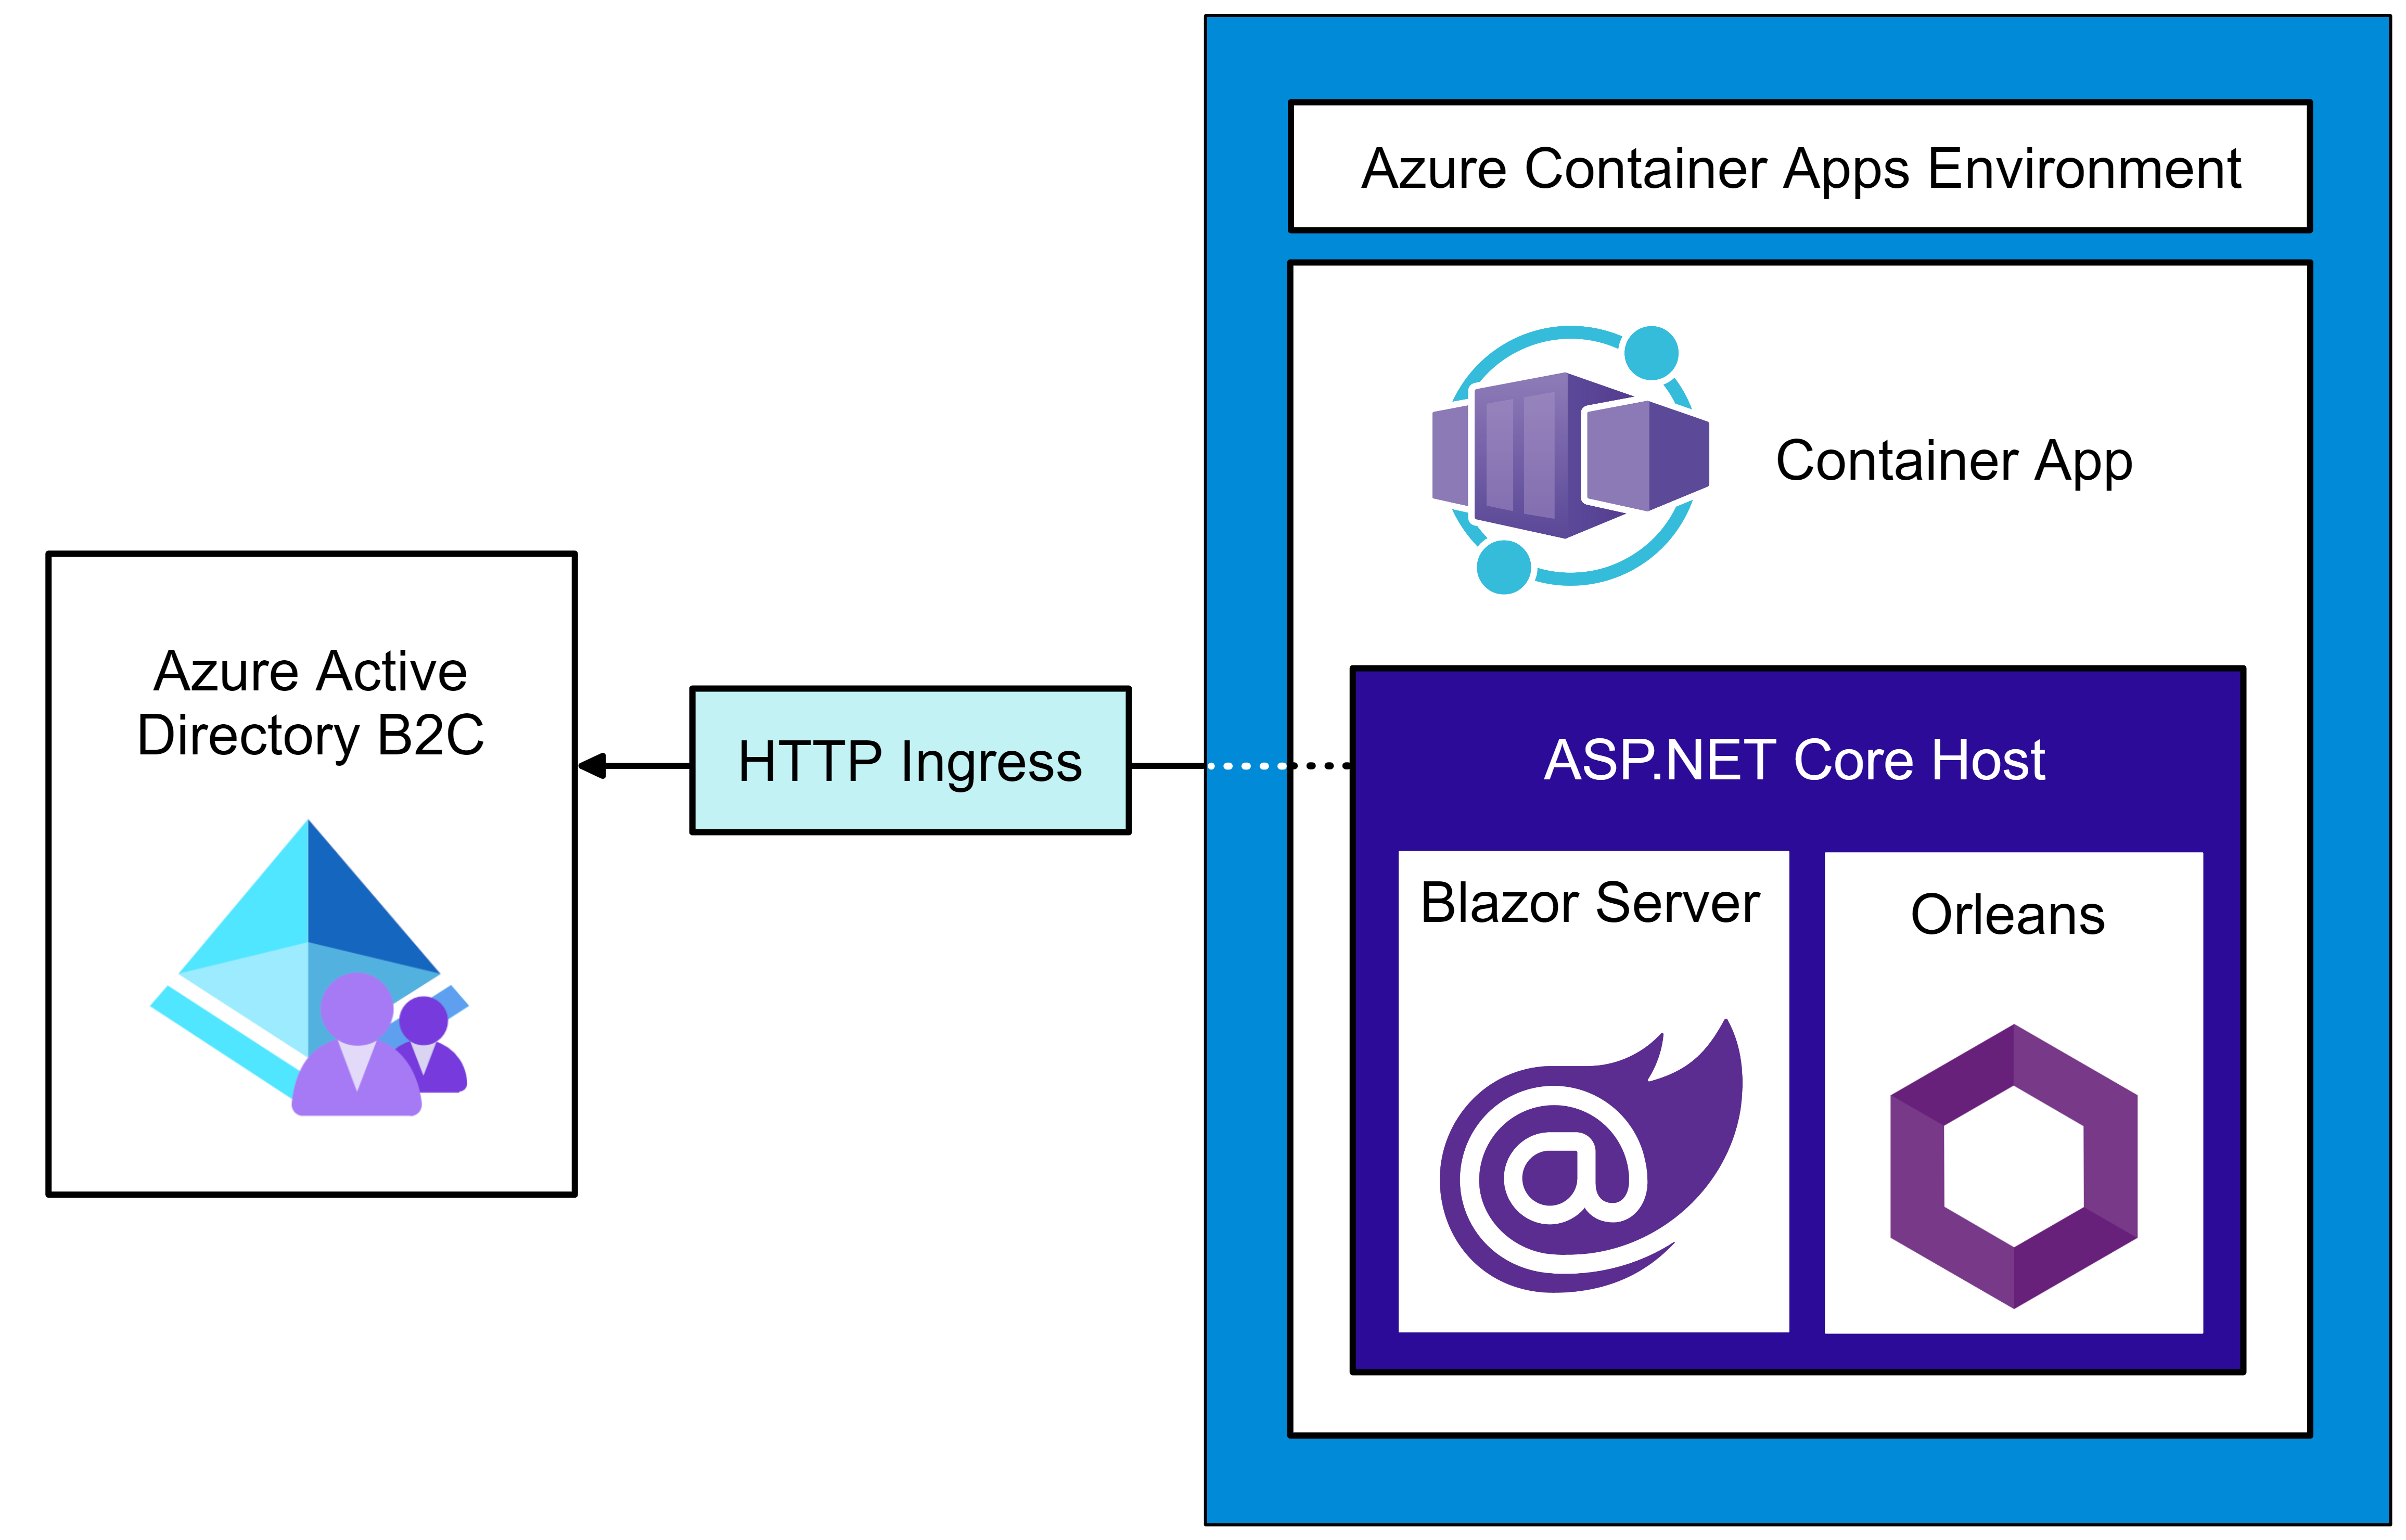 Azure Container Apps Environment
Container App
Azure Active
Directory B2C
HTTP Ingress
ASP.NET Core Host
Blazor Server
Orleans